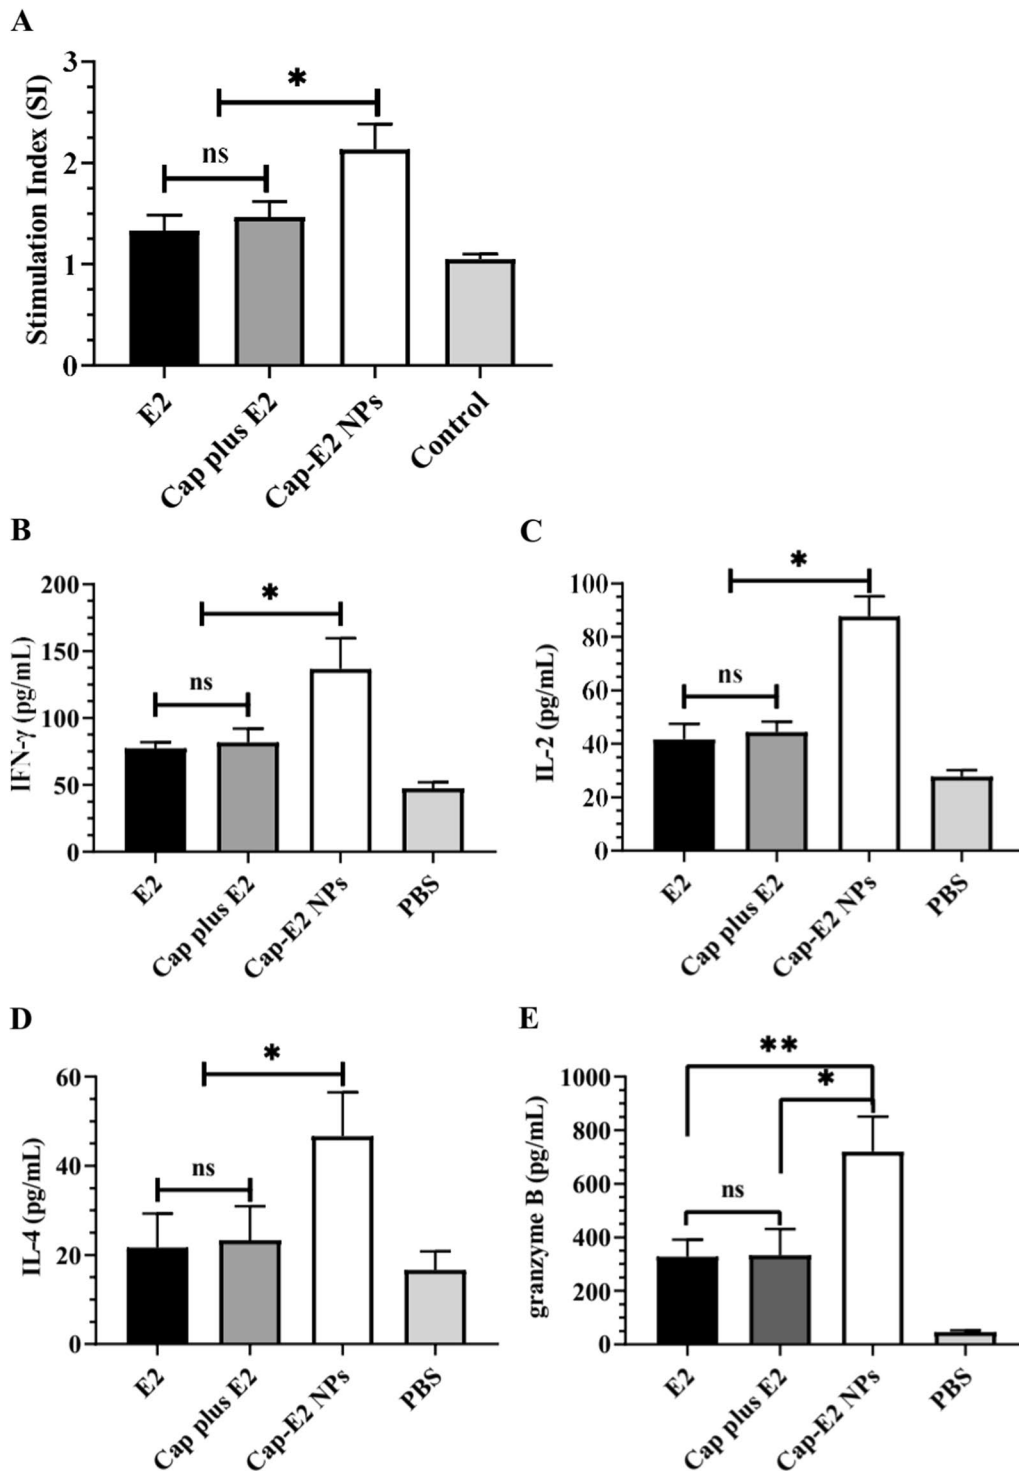 A
Stimulation Index (SI)
3
2
1
0
ns
*
E2
Cap plus E2
Cap-E2 NPs
Control
B
IFN-γ (pg/mL)
200
150
100
50
0
ns
*
E2
Cap plus E2
Cap-E2 NPs
PBS
C
IL-2 (pg/mL)
100
80
60
40
20
0
ns
*
E2
Cap plus E2
Cap-E2 NPs
PBS
D
IL-4 (pg/mL)
60
40
20
0
ns
*
E2
Cap plus E2
Cap-E2 NPs
PBS
E
granzyme B (pg/mL)
1000
800
600
400
200
0
**
*
ns
E2
Cap plus E2
Cap-E2 NPs
PBS